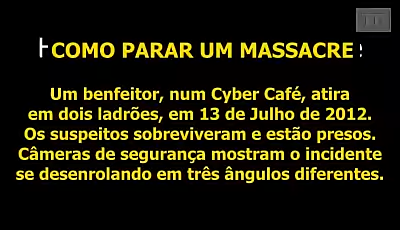 COMO PARAR UM MASSACRE
Um benfeitor, num Cyber Café, atira
em dois ladrões, em 13 de Julho de 2012.
Os suspeitos sobreviveram e estão presos.
Câmeras de segurança mostram o incidente
se desenrolando em três ângulos diferentes.